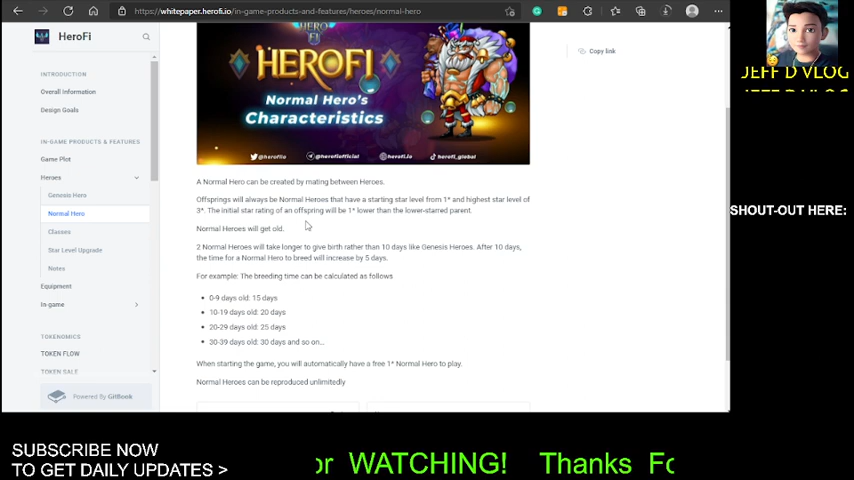 https://whitepaper.herofi.io/in-game-products-and-features/heroes/normal-hero
HeroFi
INTRODUCTION
Overall Information
Design Goals
IN-GAME PRODUCTS & FEATURES
Game Plot
Heroes
Genesis Hero
Normal Hero
Classes
Star Level Upgrade
Notes
Equipment
In-game
TOKENOMICS
TOKEN FLOW
TOKEN SALE
Powered By GitBook
HERO
FI
HEROFI
Normal Hero's
Characteristics
@herofiio
@herofiofficial
@herofi.io
@herofi_global
A Normal Hero can be created by mating between Heroes.
Offsprings will always be Normal Heroes that have a starting star level from 1* and highest star level of
3*. The initial star rating of an offspring will be 1* lower than the lower-starred parent.
Normal Heroes will get old.
2 Normal Heroes will take longer to give birth rather than 10 days like Genesis Heroes. After 10 days,
the time for a Normal Hero to breed will increase by 5 days.
For example: The breeding time can be calculated as follows
• 0-9 days old: 15 days
• 10-19 days old: 20 days
• 20-29 days old: 25 days
• 30-39 days old: 30 days and so on...
When starting the game, you will automatically have a free 1* Normal Hero to play.
Normal Heroes can be reproduced unlimitedly
Copy link
JEFF D VLOG
SHOUT-OUT HERE:
SUBSCRIBE NOW
TO GET DAILY UPDATES >
or WATCHING! Thanks Fo